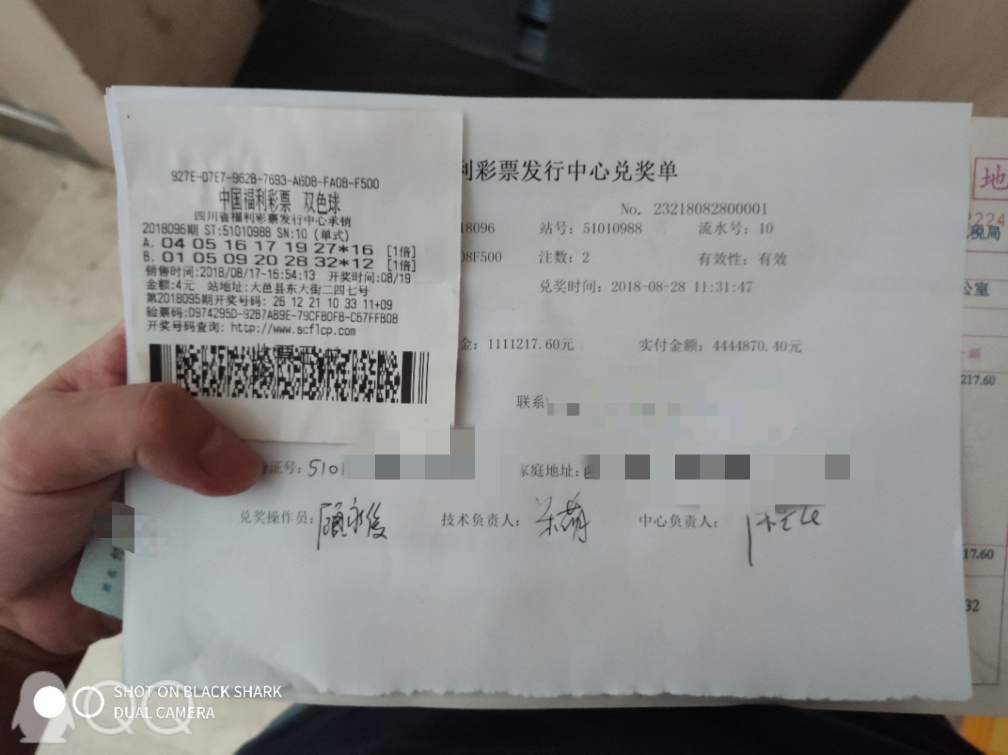 927E-07E7-962B-7693-A6D8-FA08-F500
中国福利彩票 双色球
四川省福利彩票发行中心承销
2018096期 ST:51010988 SN:10 (单式)
A. 04 05 16 17 19 27*16 [1倍]
B. 01 05 09 20 28 32*12 [1倍]
销售时间:2018/08/17-16:54:13 开奖时间:08/19
金额:4元 站地址:大邑县东大街二四七号
第2018095期开奖号码: 26 12 21 10 33 11+09
验票码:D974295D-92B7AB9E-79CFB0FB-C67FFB08
开奖号码查询: http://www.scflcp.com
利彩票发行中心兑奖单
No. 23218082800001
18096 站号: 51010988 流水号: 10
08F500 注数: 2 有效性: 有效
兑奖时间: 2018-08-28 11:31:47
金: 1111217.60元 实付金额: 4444870.40元
联系
证号: 510 家庭地址:
兑奖操作员: 技术负责人: 中心负责人:
地
2224
税局
公室
217.60
17.60
32
QQ
SHOT ON BLACK SHARK
DUAL CAMERA